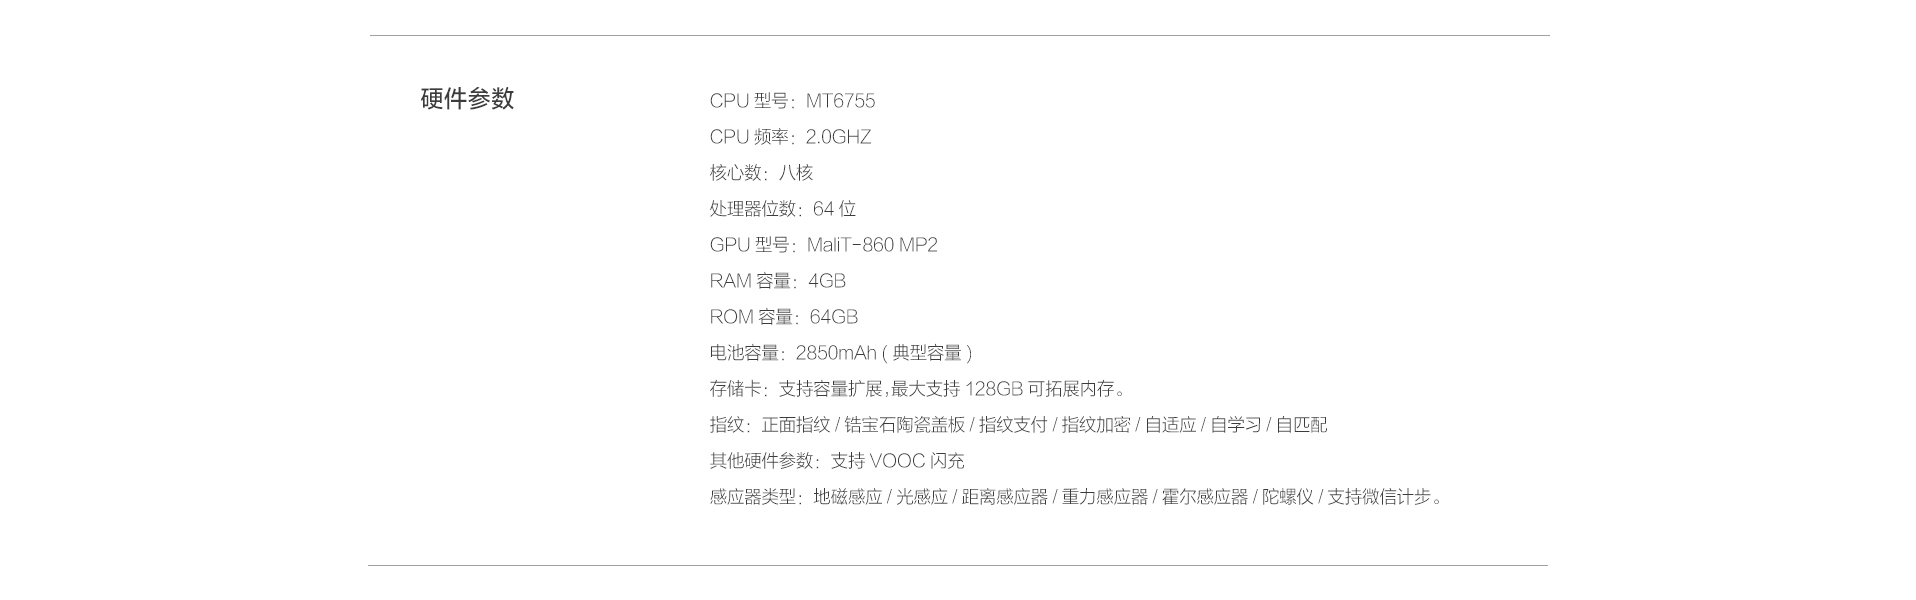 硬件参数
CPU 型号：MT6755
CPU 频率：2.0GHZ
核心数：八核
处理器位数：64 位
GPU 型号：MaliT-860 MP2
RAM 容量：4GB
ROM 容量：64GB
电池容量：2850mAh ( 典型容量 )
存储卡：支持容量扩展，最大支持 128GB 可拓展内存。
指纹：正面指纹 / 锆宝石陶瓷盖板 / 指纹支付 / 指纹加密 / 自适应 / 自学习 / 自匹配
其他硬件参数：支持 VOOC 闪充
感应器类型：地磁感应 / 光感应 / 距离感应器 / 重力感应器 / 霍尔感应器 / 陀螺仪 / 支持微信计步。